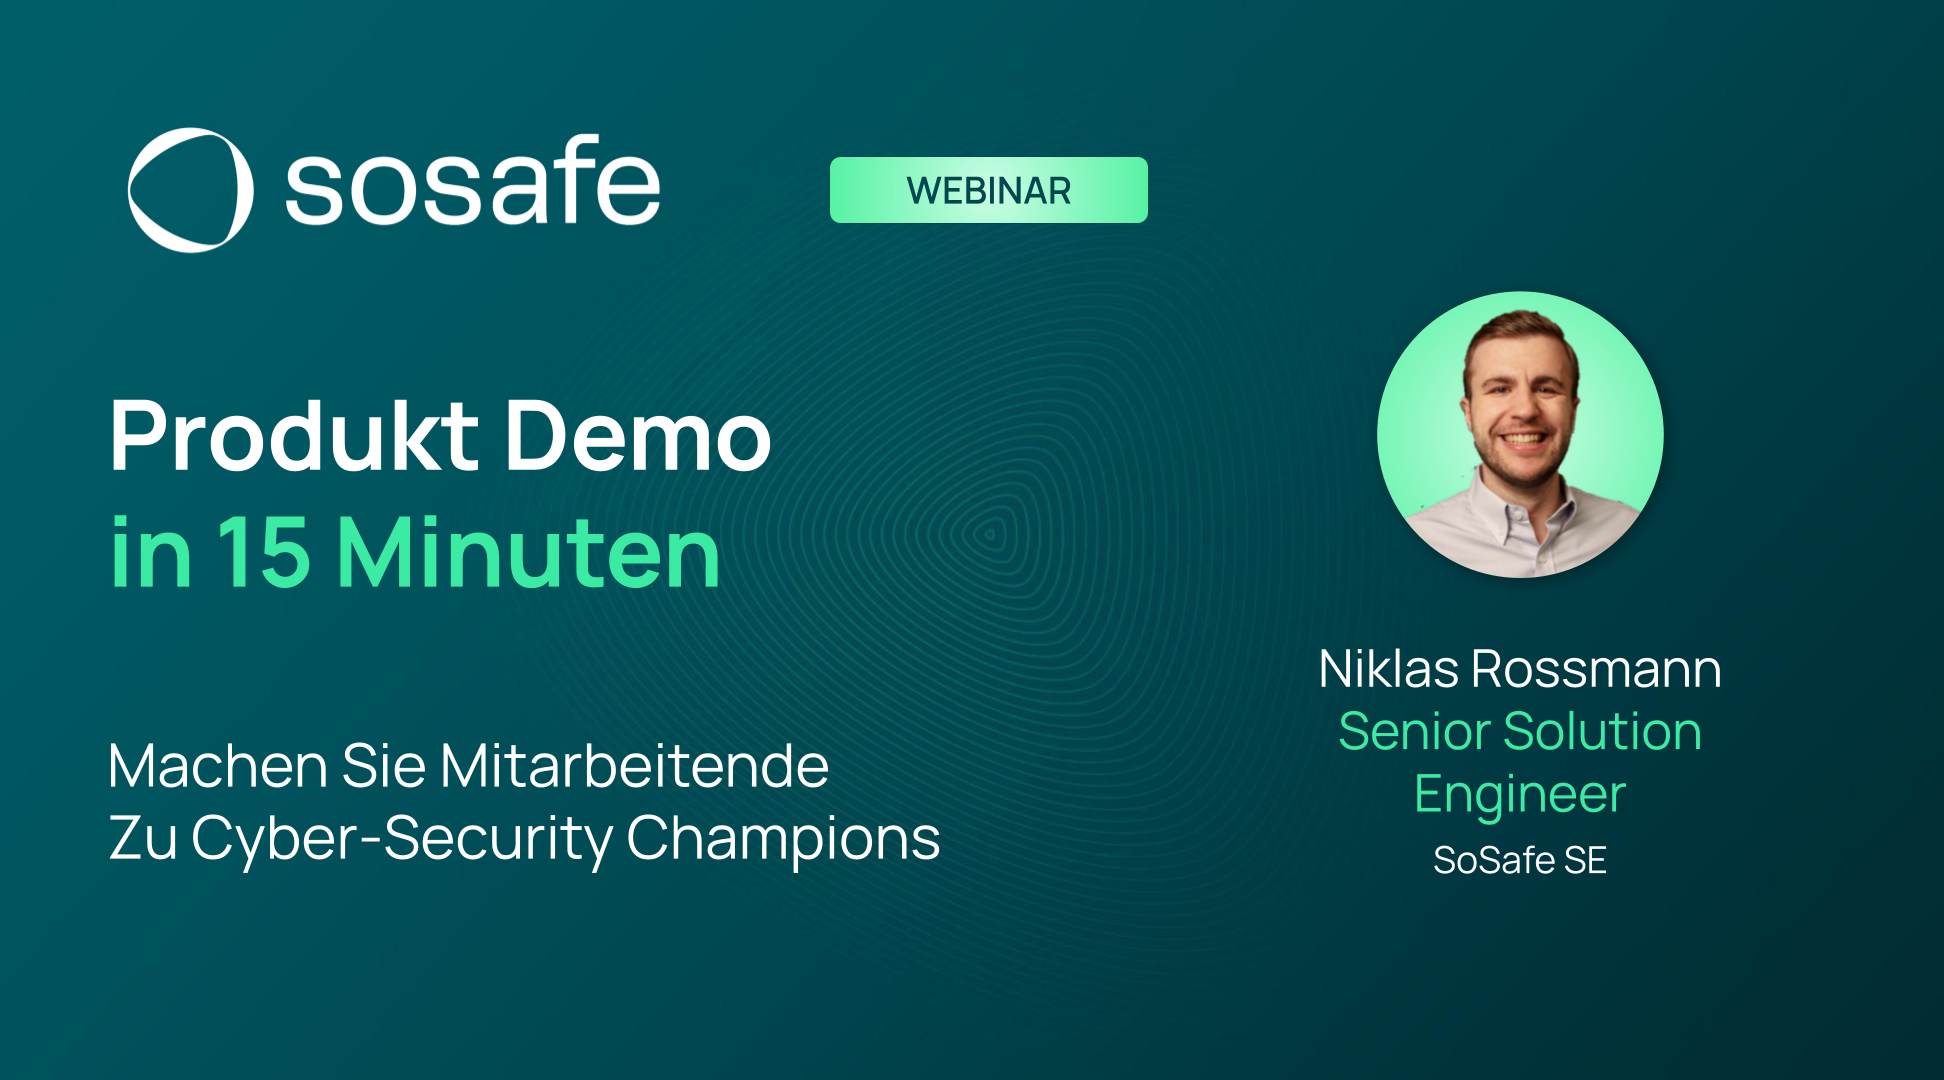 sosafe
WEBINAR
Produkt Demo
in 15 Minuten
Machen Sie Mitarbeitende
Zu Cyber-Security Champions
Niklas Rossmann
Senior Solution
Engineer
SoSafe SE